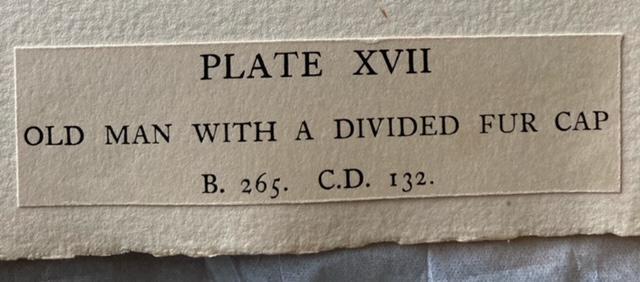 PLATE XVII
OLD MAN WITH A DIVIDED FUR CAP
B. 265. C.D. 132.